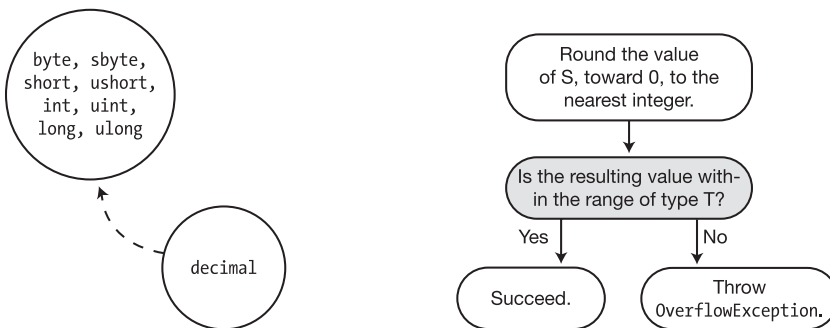 byte, sbyte,
short, ushort,
int, uint,
long, ulong
decimal
Round the value
of S, toward 0, to the
nearest integer.
Is the resulting value with-
in the range of type T?
Yes
No
Succeed.
Throw
OverflowException.